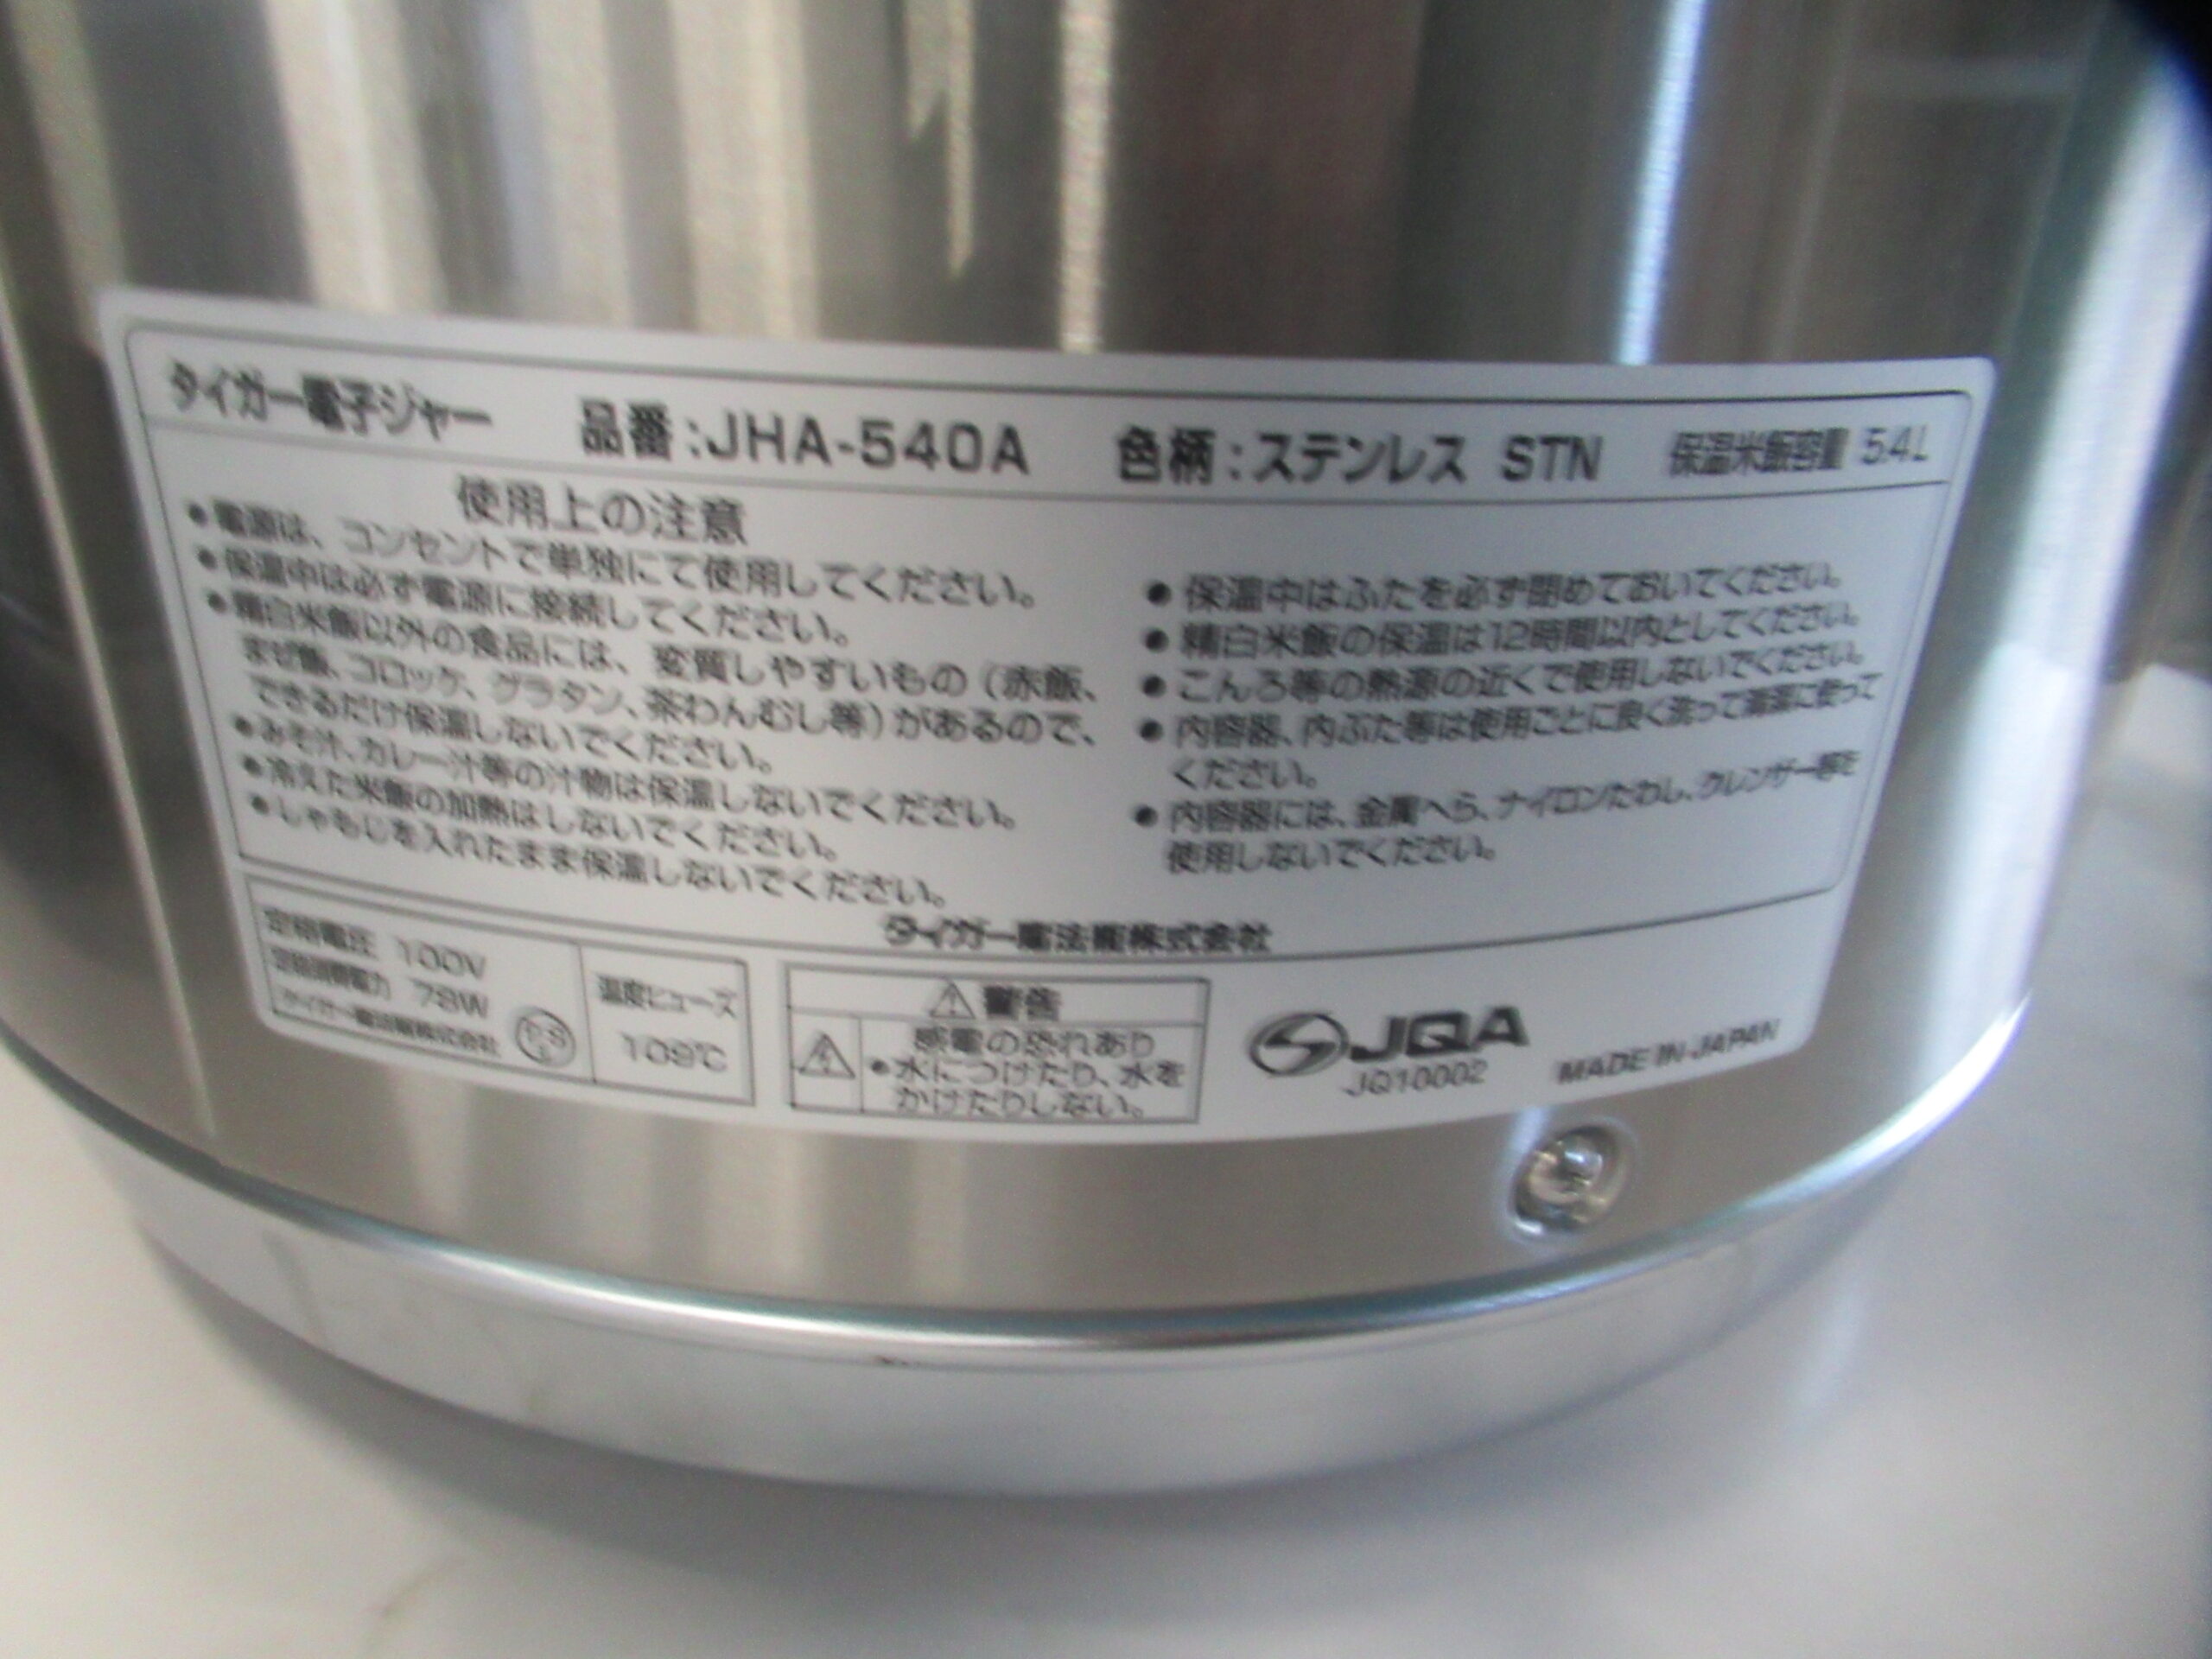 タイガー電子ジャー 品番:JHA-540A 色柄:ステンレス STN 保温米飯容量 5.4L
使用上の注意
●電源は、コンセントで単独にて使用してください。
●保温中は必ず電源に接続してください。
●精白米飯以外の食品には、変質しやすいもの(赤飯、
まぜ飯、コロッケ、グラタン、茶わんむし等)があるので、
できるだけ保温しないでください。
●みそ汁、カレー汁等の汁物は保温しないでください。
●冷えた米飯の加熱はしないでください。
●しゃもじを入れたまま保温しないでください。
●保温中はふたを必ず閉めておいてください。
●精白米飯の保温は12時間以内としてください。
●こんろ等の熱源の近くで使用しないでください。
●内容器、内ぶた等は使用ごとに良く洗って清潔に使って
ください。
●内容器には、金属へら、ナイロンたわし、クレンザー等を
使用しないでください。
タイガー魔法瓶株式会社
定格電圧 100V
定格消費電力 78W
タイガー魔法瓶株式会社
温度ヒューズ
109℃
⚠警告
感電の恐れあり
●水につけたり、水を
かけたりしない。
JQA
JQ10002
MADE IN JAPAN